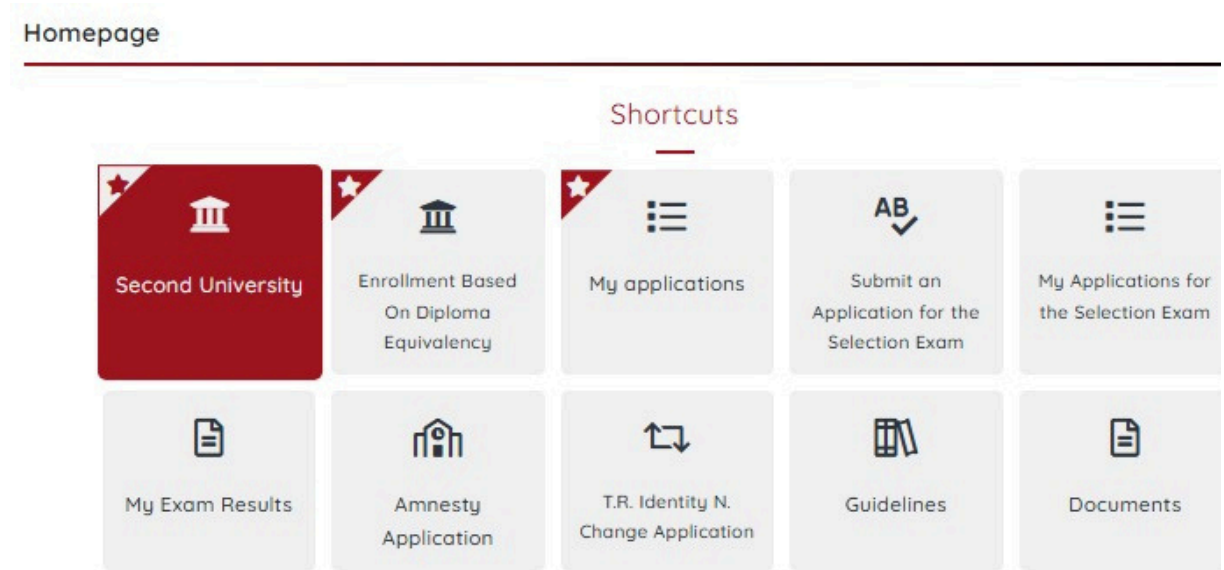 Homepage
Shortcuts
Second University
Enrollment Based
On Diploma
Equivalency
My applications
AB
Submit an
Application for the
Selection Exam
My Applications for
the Selection Exam
My Exam Results
Amnesty
Application
T.R. Identity N.
Change Application
Guidelines
Documents